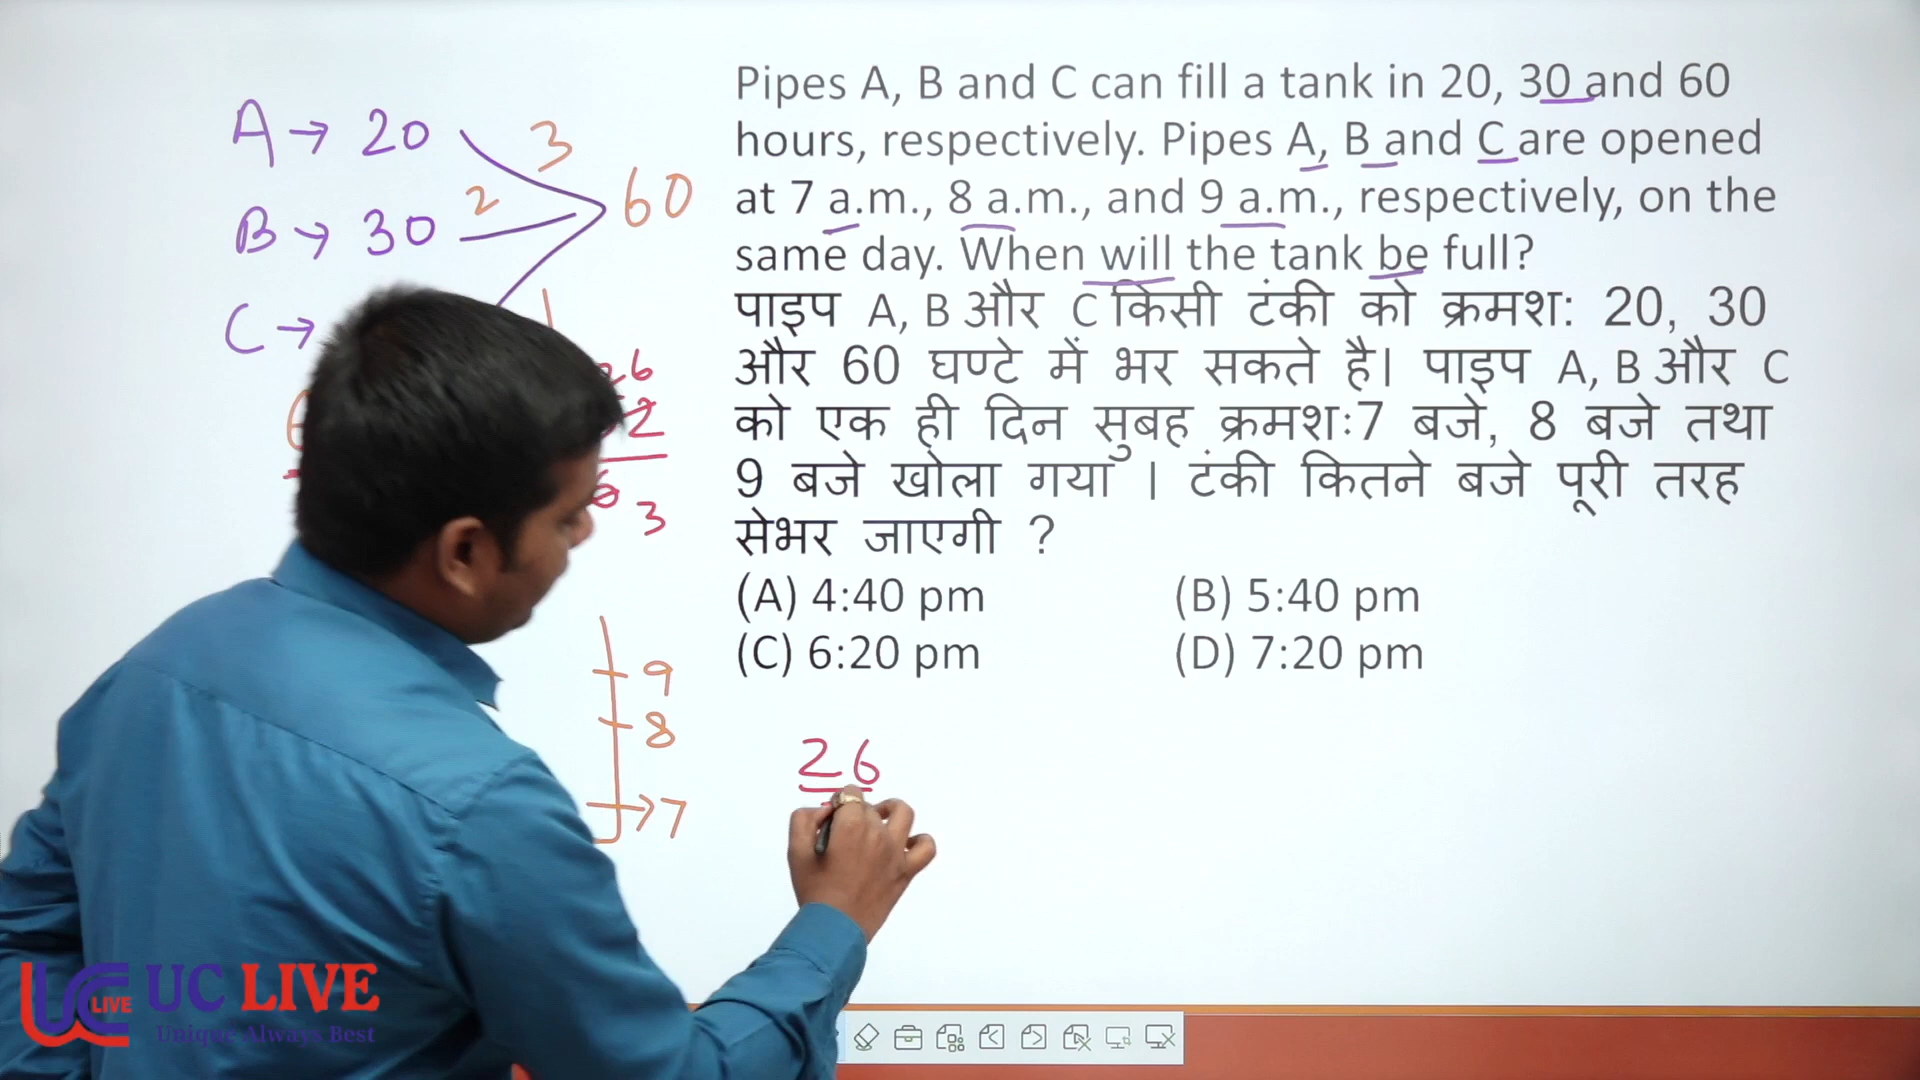 Pipes A, B and C can fill a tank in 20, 30 and 60
hours, respectively. Pipes A, B and C are opened
at 7 a.m., 8 a.m., and 9 a.m., respectively, on the
same day. When will the tank be full?
पाइप A, B और C किसी टंकी को क्रमश: 20, 30
और 60 घण्टे में भर सकते है। पाइप A, B और C
को एक ही दिन सुबह क्रमशः7 बजे, 8 बजे तथा
9 बजे खोला गया । टंकी कितने बजे पूरी तरह
सेभर जाएगी ?
(A) 4:40 pm (B) 5:40 pm
(C) 6:20 pm (D) 7:20 pm
A → 20 3
B → 30 2 60
C →
3
9
8
→ 7
26
UC LIVE
LIVE
Unique Always Best